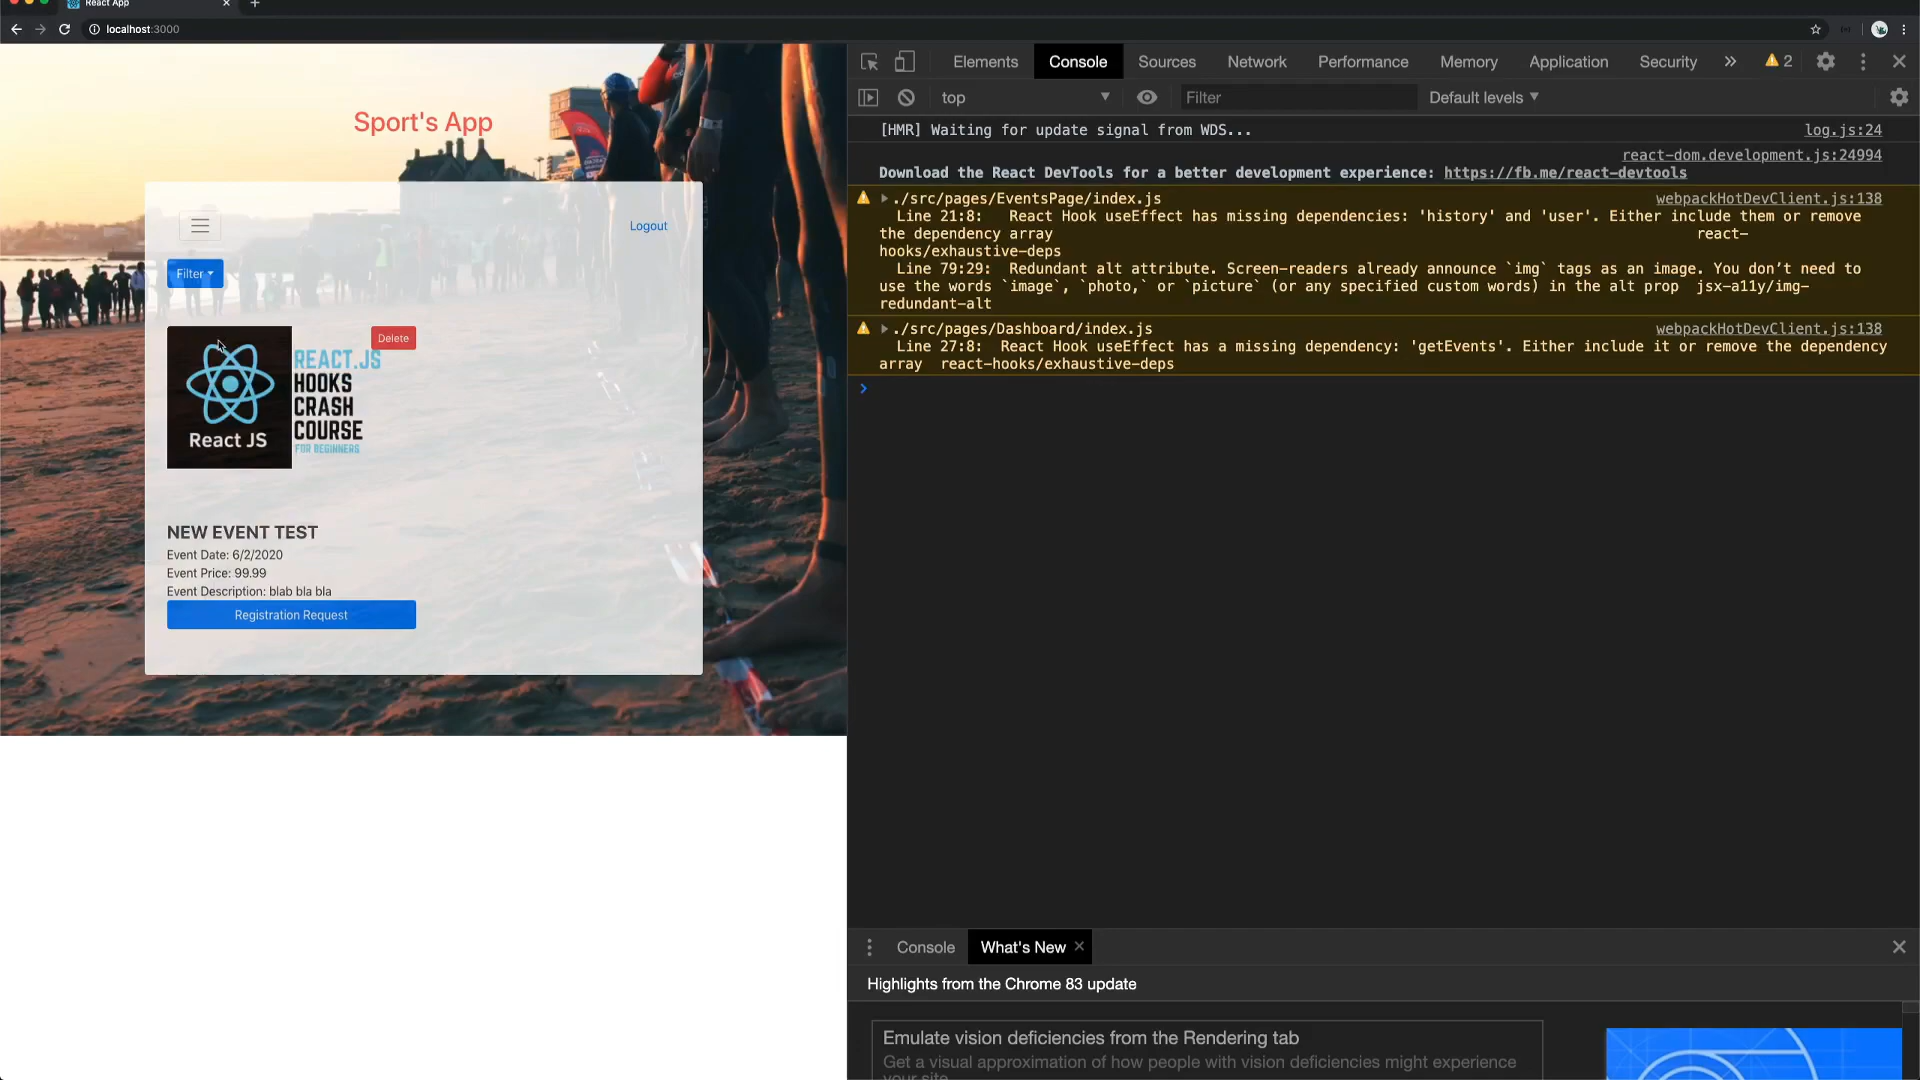 React App
localhost:3000
Sport's App
Logout
Filter
Delete
React JS
REACT.JS
HOOKS
CRASH
COURSE
FOR BEGINNERS
NEW EVENT TEST
Event Date: 6/2/2020
Event Price: 99.99
Event Description: blab bla bla
Registration Request
Elements Console Sources Network Performance Memory Application Security » 2
top Filter Default levels
[HMR] Waiting for update signal from WDS... log.js:24
react-dom.development.js:24994
Download the React DevTools for a better development experience: https://fb.me/react-devtools
./src/pages/EventsPage/index.js webpackHotDevClient.js:138
Line 21:8: React Hook useEffect has missing dependencies: 'history' and 'user'. Either include them or remove
the dependency array react-
hooks/exhaustive-deps
Line 79:29: Redundant alt attribute. Screen-readers already announce `img` tags as an image. You don’t need to
use the words `image`, `photo,` or `picture` (or any specified custom words) in the alt prop jsx-a11y/img-
redundant-alt
./src/pages/Dashboard/index.js webpackHotDevClient.js:138
Line 27:8: React Hook useEffect has a missing dependency: 'getEvents'. Either include it or remove the dependency
array react-hooks/exhaustive-deps
Console What's New
Highlights from the Chrome 83 update
Emulate vision deficiencies from the Rendering tab
Get a visual approximation of how people with vision deficiencies might experience
your site.